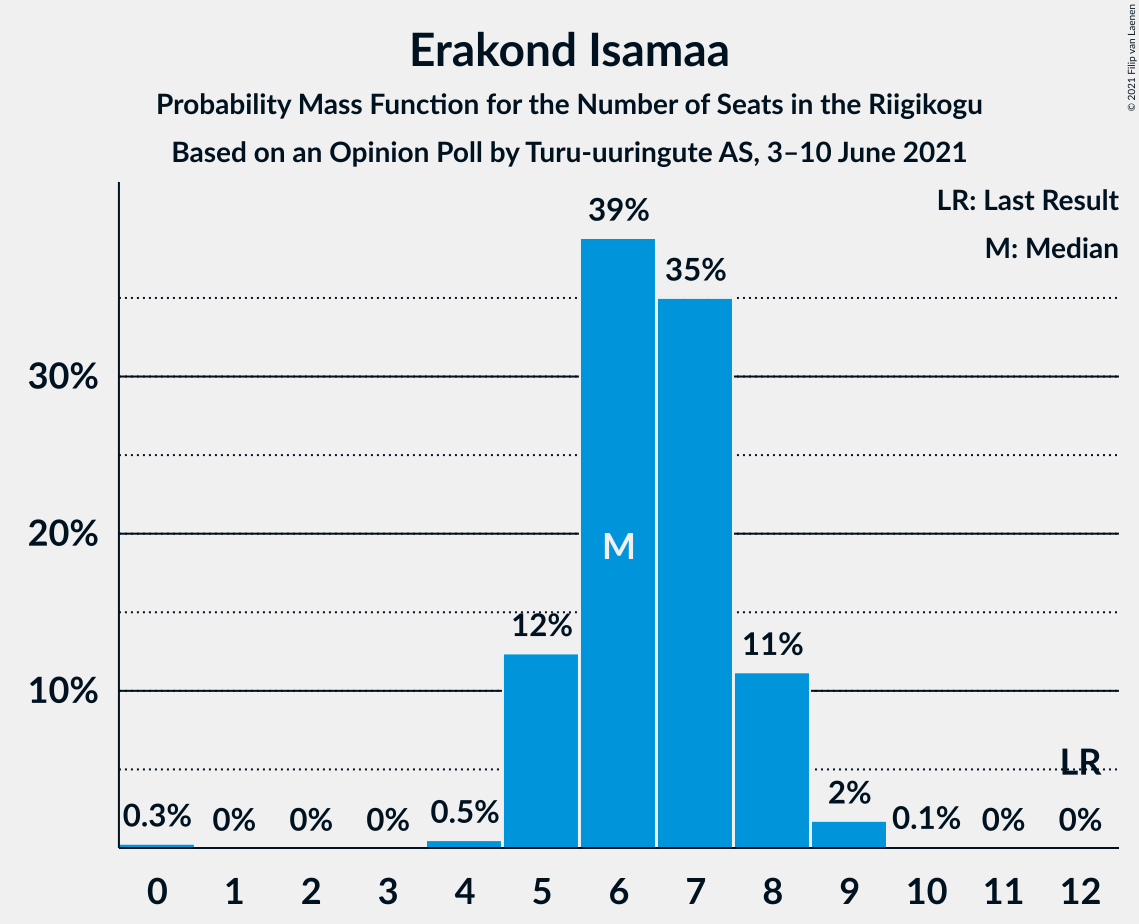 Erakond Isamaa
Probability Mass Function for the Number of Seats in the Riigikogu
Based on an Opinion Poll by Turu-uuringute AS, 3–10 June 2021
© 2021 Filip van Laenen
LR: Last Result
M: Median
30%
20%
10%
0.3%
0%
0%
0%
0.5%
12%
39%
M
35%
11%
2%
0.1%
0%
LR
0%
0 1 2 3 4 5 6 7 8 9 10 11 12